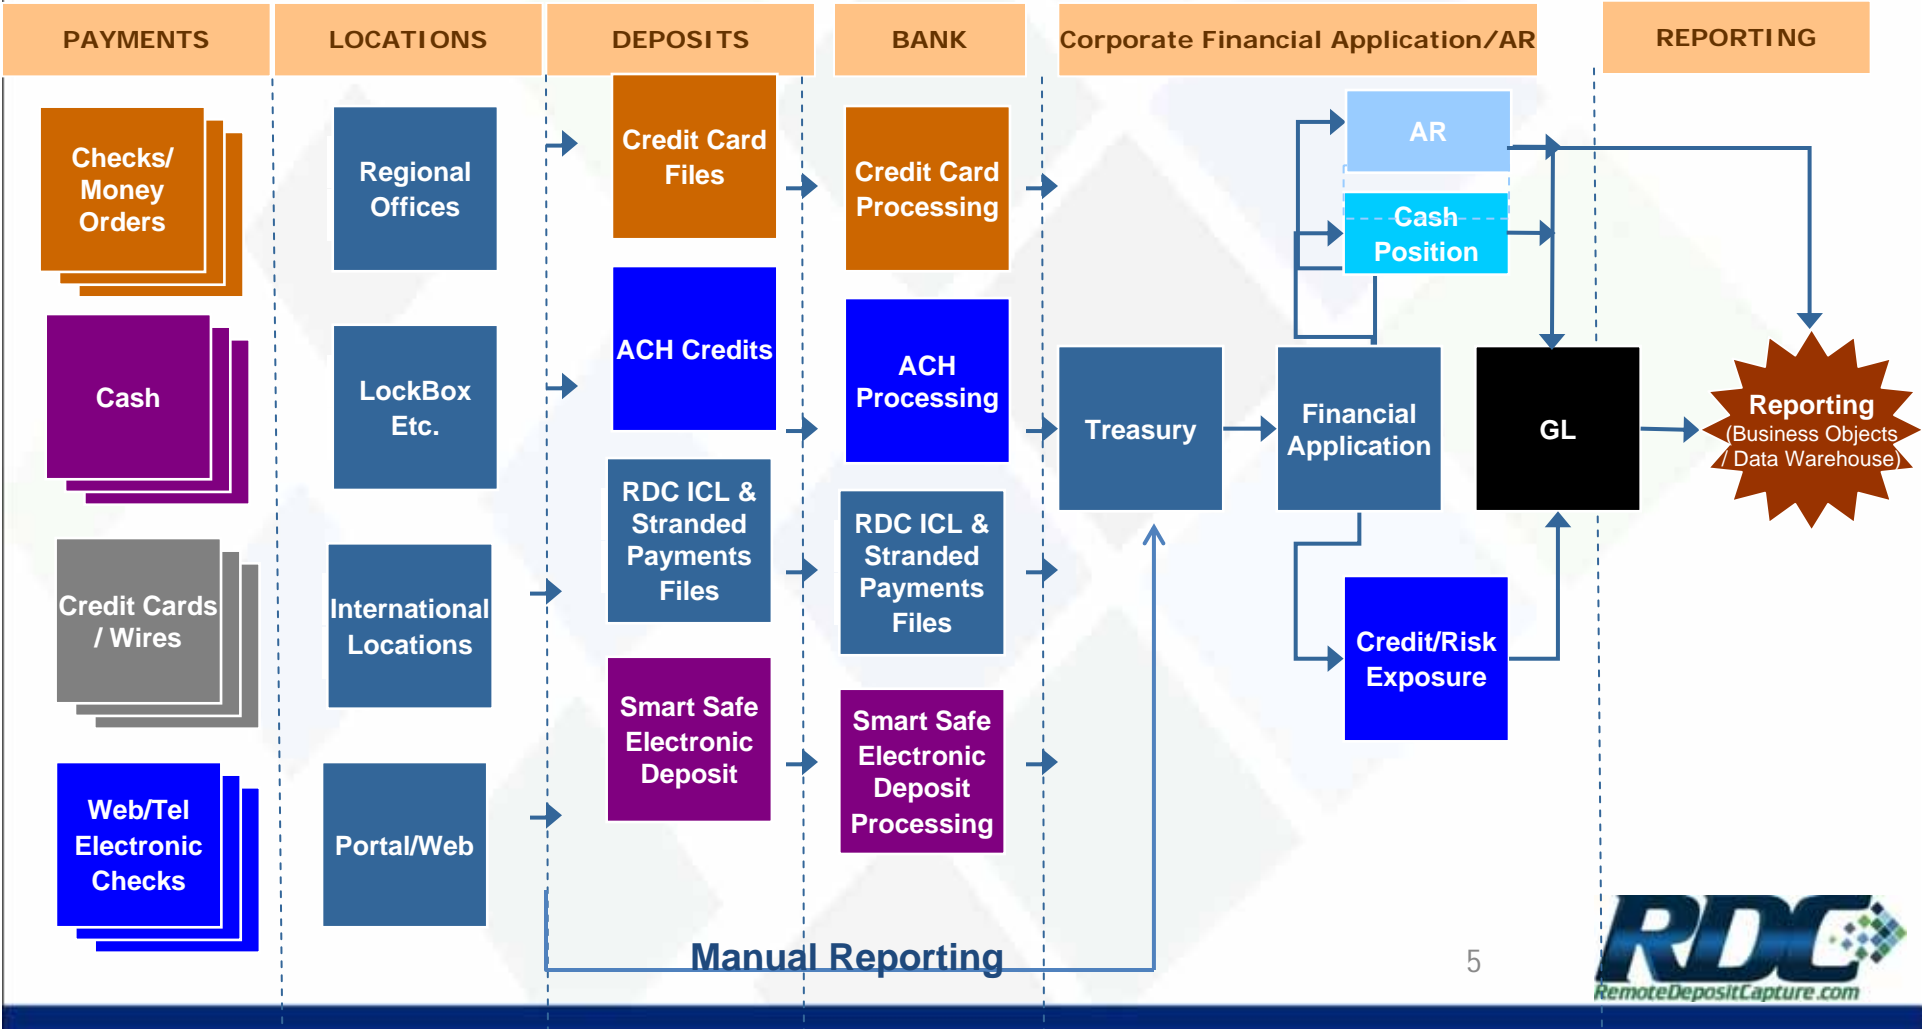 PAYMENTS
LOCATIONS
DEPOSITS
BANK
Corporate Financial Application/AR
REPORTING
Checks/
Money
Orders
Cash
Credit Cards
/ Wires
Web/Tel
Electronic
Checks
Regional
Offices
LockBox
Etc.
International
Locations
Portal/Web
Credit Card
Files
ACH Credits
RDC ICL &
Stranded
Payments
Files
Smart Safe
Electronic
Deposit
Credit Card
Processing
ACH
Processing
RDC ICL &
Stranded
Payments
Files
Smart Safe
Electronic
Deposit
Processing
Treasury
Financial
Application
AR
Cash
Position
Credit/Risk
Exposure
GL
Reporting
(Business Objects
/ Data Warehouse)
Manual Reporting
5
RDC
RemoteDepositCapture.com